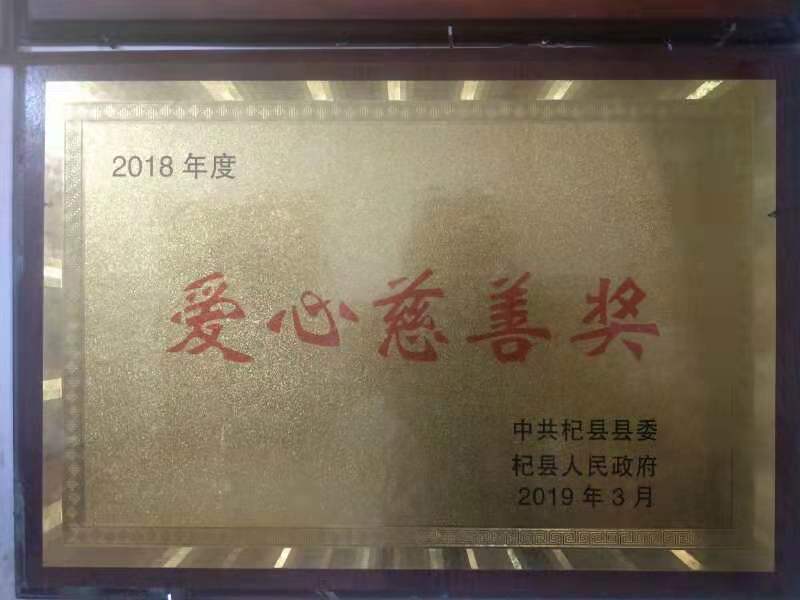 2018 年度
爱心慈善奖
中共杞县县委
杞县人民政府
2019 年 3 月